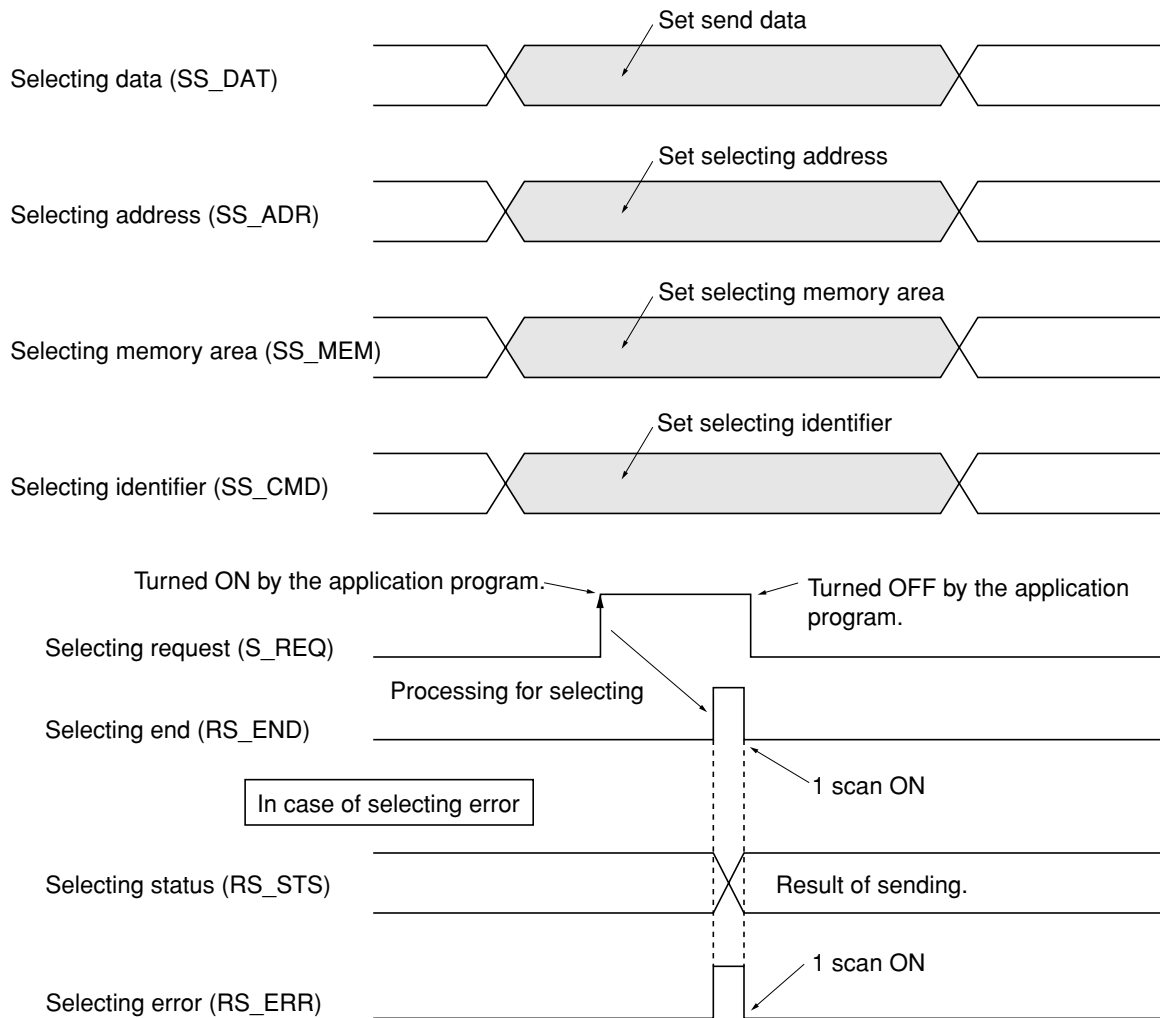 Set send data
Selecting data (SS_DAT)
Set selecting address
Selecting address (SS_ADR)
Set selecting memory area
Selecting memory area (SS_MEM)
Set selecting identifier
Selecting identifier (SS_CMD)
Turned ON by the application program.
Turned OFF by the application
program.
Selecting request (S_REQ)
Processing for selecting
Selecting end (RS_END)
1 scan ON
In case of selecting error
Selecting status (RS_STS)
Result of sending.
1 scan ON
Selecting error (RS_ERR)